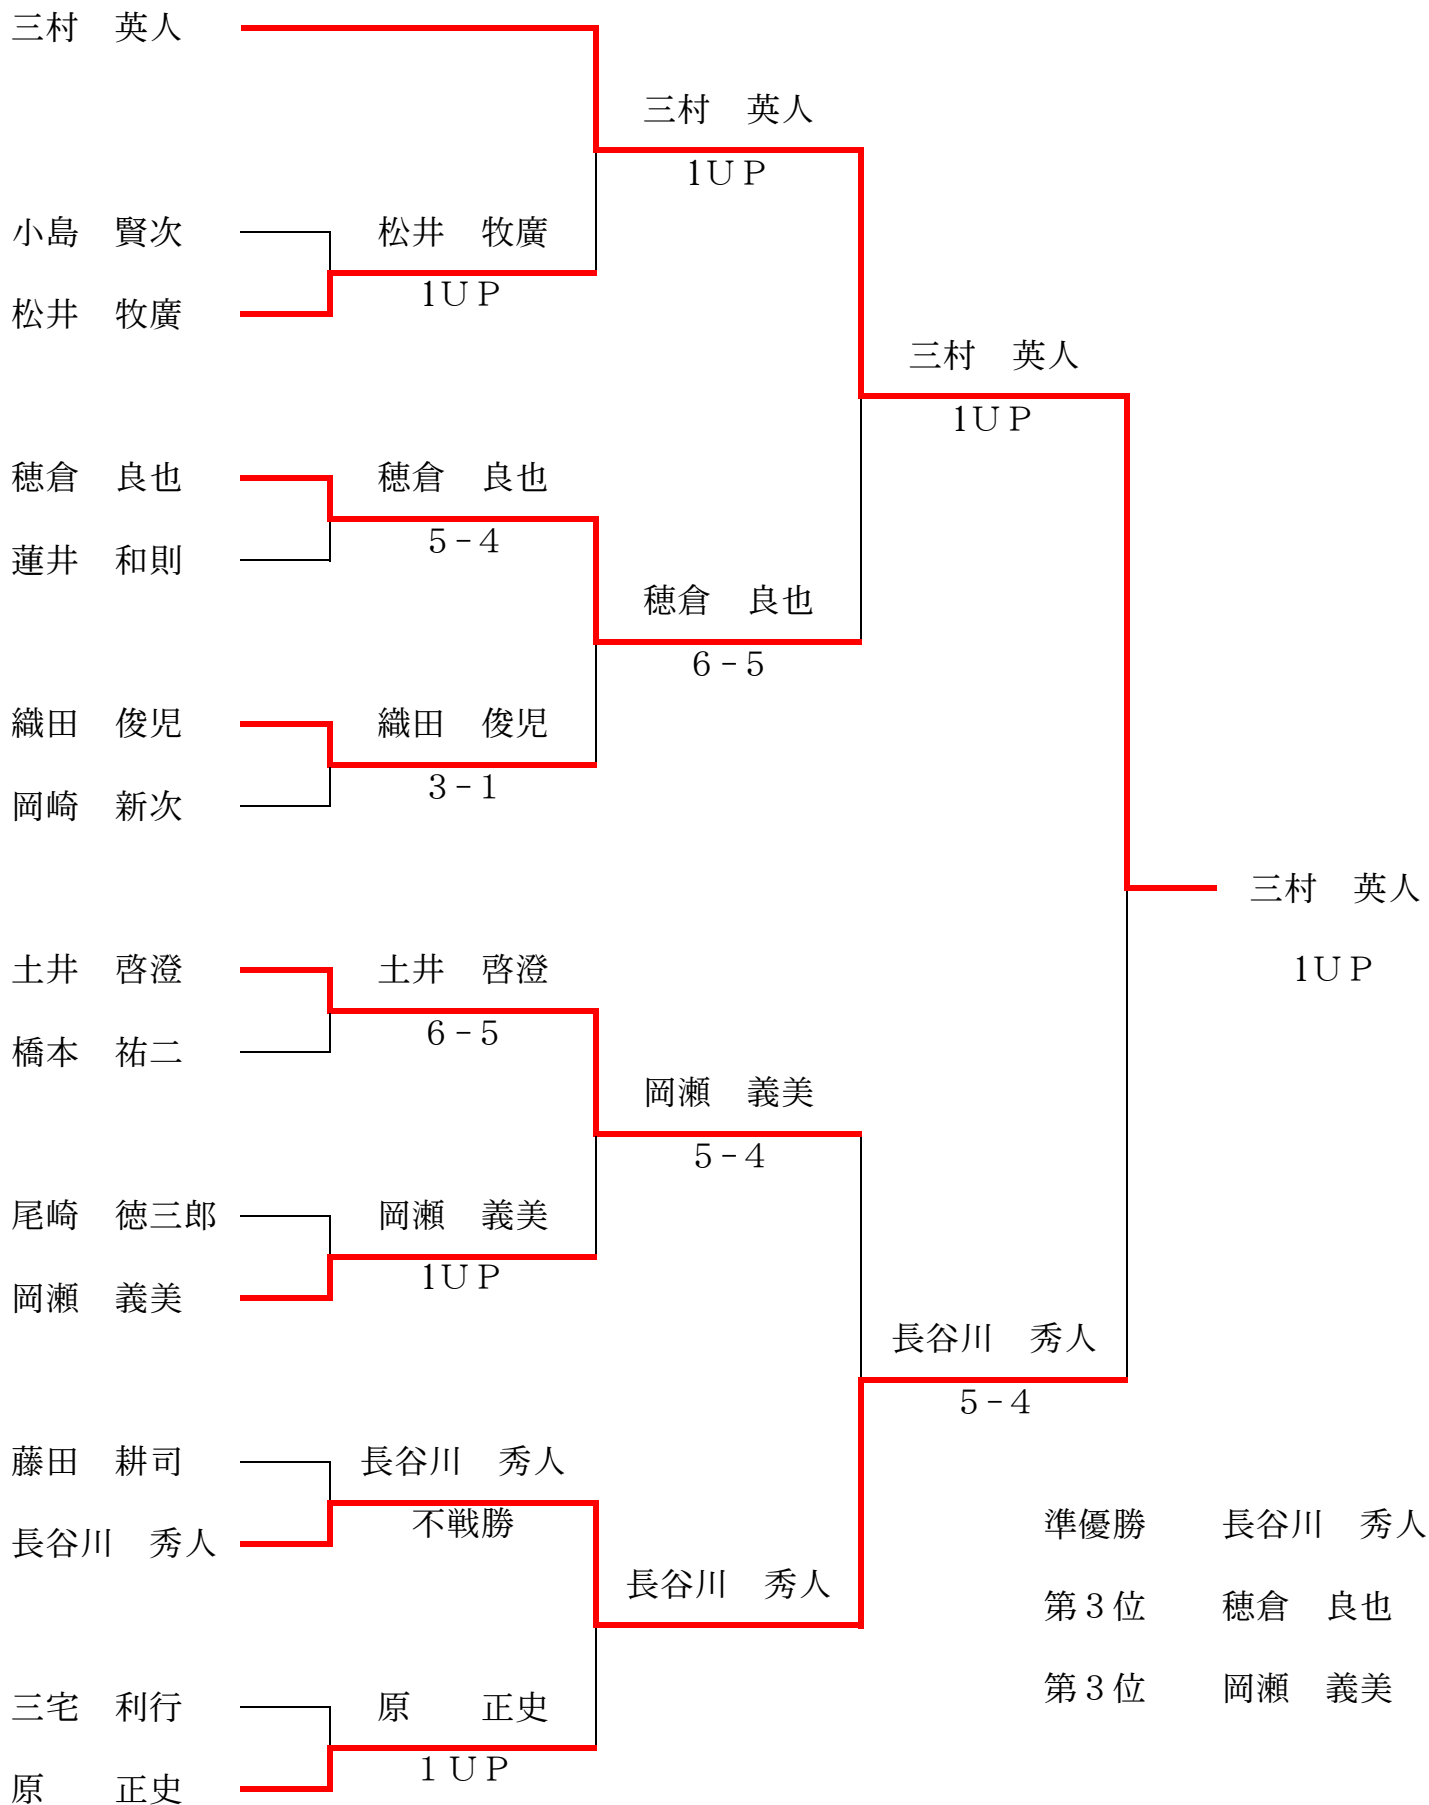 三村　英人
三村　英人
1ＵＰ
小島　賢次
松井　牧廣
松井　牧廣
1ＵＰ
三村　英人
1ＵＰ
穂倉　良也
穂倉　良也
蓮井　和則
５-４
穂倉　良也
６-５
織田　俊児
織田　俊児
岡崎　新次
３-１
三村　英人
1ＵＰ
土井　啓澄
土井　啓澄
橋本　祐二
６-５
岡瀬　義美
５-４
尾崎　徳三郎
岡瀬　義美
岡瀬　義美
1ＵＰ
長谷川　秀人
５-４
藤田　耕司
長谷川　秀人
長谷川　秀人
不戦勝
長谷川　秀人
準優勝　　長谷川　秀人
第３位　　穂倉　良也
第３位　　岡瀬　義美
三宅　利行
原　　正史
原　　正史
１ＵＰ